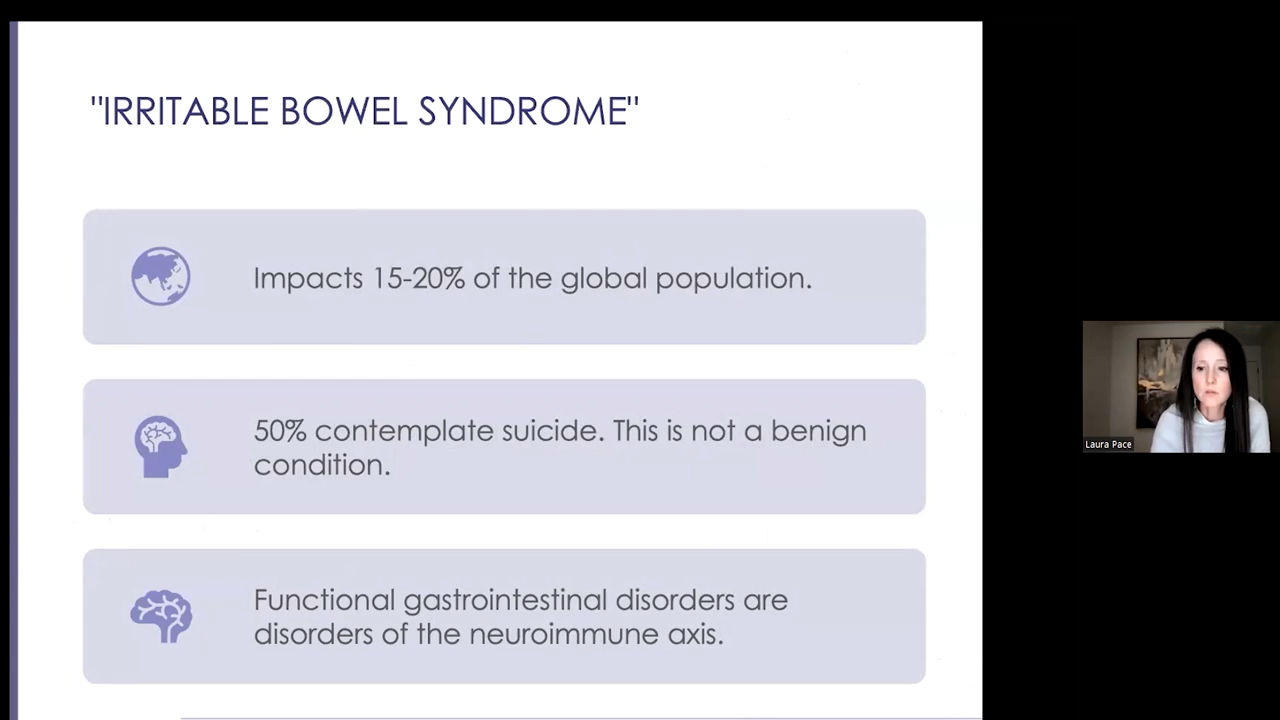 "IRRITABLE BOWEL SYNDROME"
Impacts 15-20% of the global population.
50% contemplate suicide. This is not a benign
condition.
Functional gastrointestinal disorders are
disorders of the neuroimmune axis.
Laura Pace